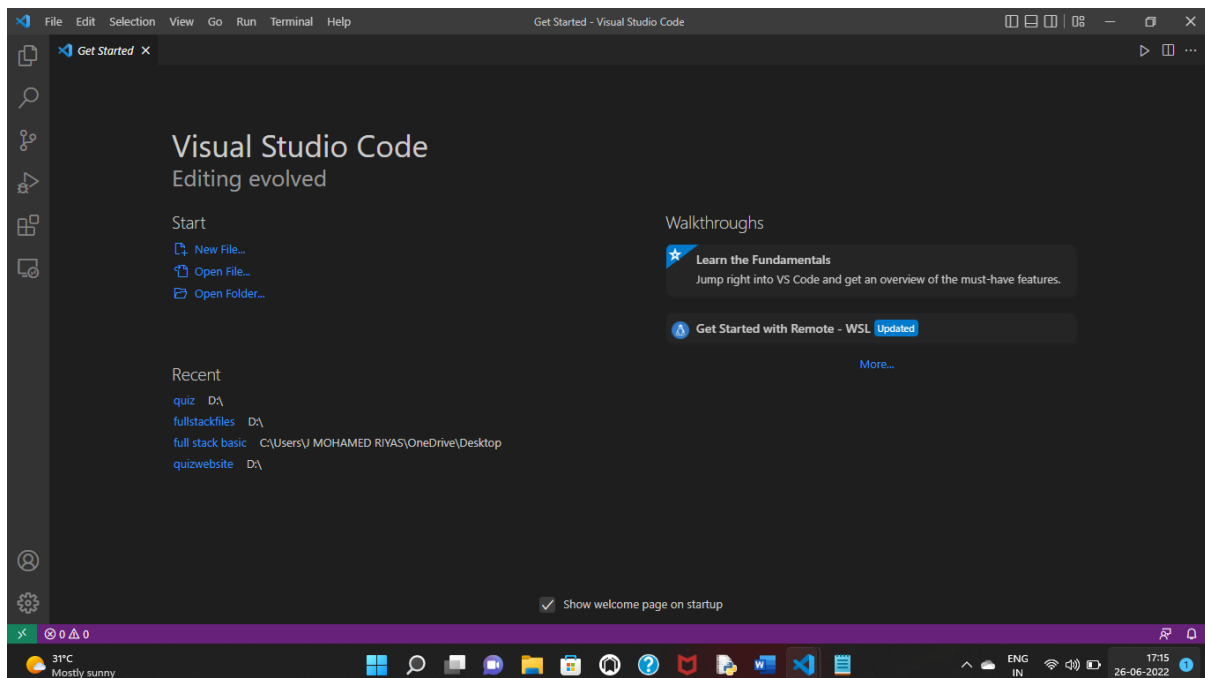 File Edit Selection View Go Run Terminal Help
Get Started - Visual Studio Code
Get Started
Visual Studio Code
Editing evolved
Start
New File...
Open File...
Open Folder...
Walkthroughs
Learn the Fundamentals
Jump right into VS Code and get an overview of the must-have features.
Get Started with Remote - WSL Updated
More...
Recent
quiz D:\
fullstackfiles D:\
full stack basic C:\Users\J MOHAMED RIYAS\OneDrive\Desktop
quizwebsite D:\
Show welcome page on startup
0 0
31°C
Mostly sunny
ENG
IN
17:15
26-06-2022
1